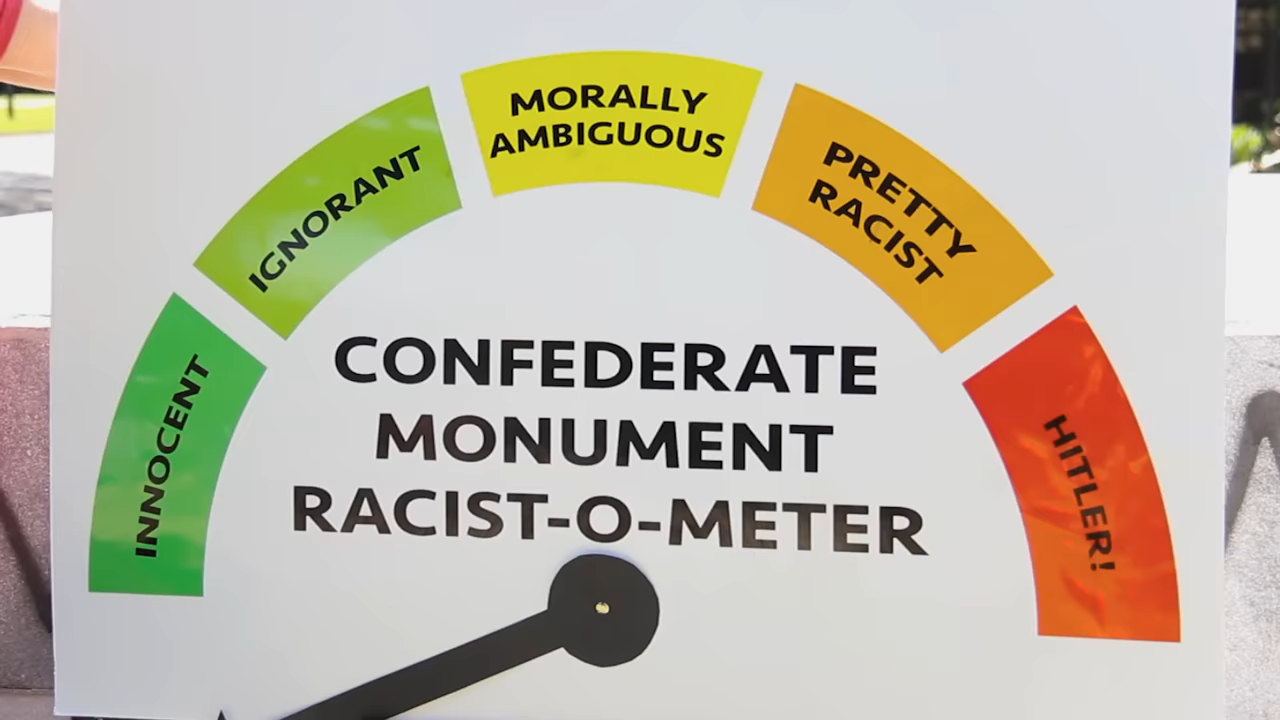 INNOCENT
IGNORANT
MORALLY
AMBIGUOUS
PRETTY
RACIST
HITLER!
CONFEDERATE
MONUMENT
RACIST-O-METER